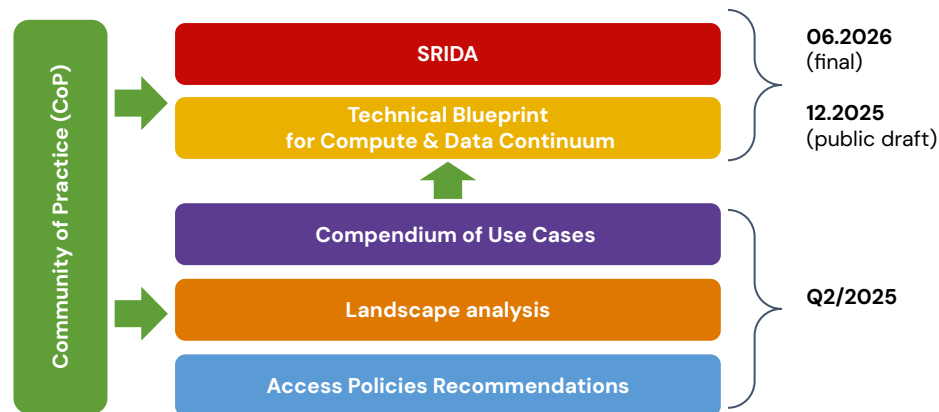 Community of Practice (CoP)
SRIDA
Technical Blueprint
for Compute & Data Continuum
06.2026
(final)
12.2025
(public draft)
Compendium of Use Cases
Landscape analysis
Access Policies Recommendations
Q2/2025